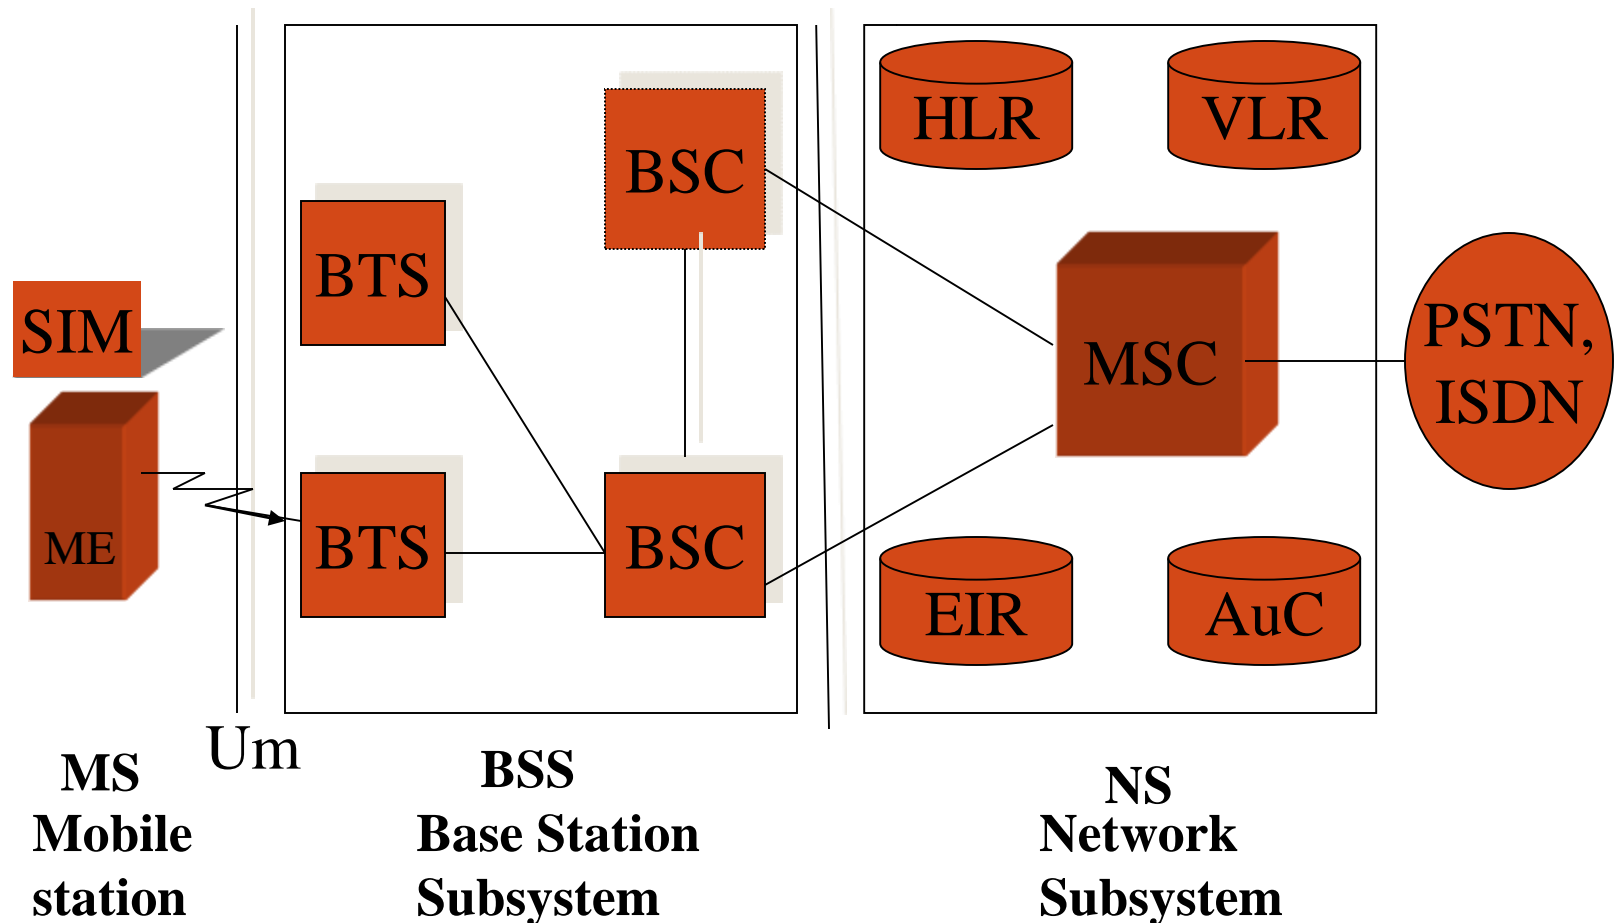 HLR
VLR
BSC
BTS
SIM
MSC
PSTN,
ISDN
ME
BTS
BSC
EIR
AuC
Um
MS
Mobile
station
BSS
Base Station
Subsystem
NS
Network
Subsystem